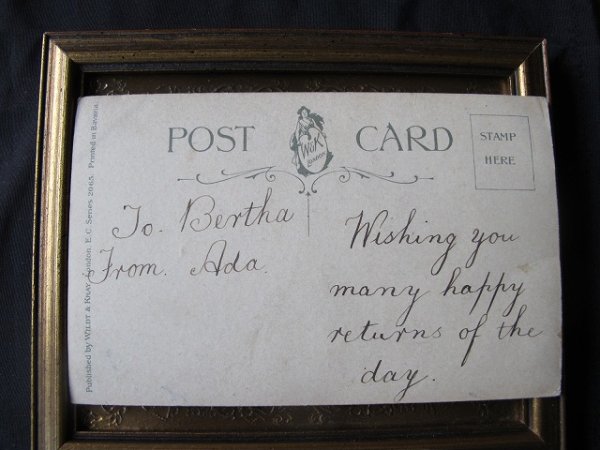 POST CARD
W&K
LONDON
STAMP
HERE
To. Bertha
From. Ada.
Wishing you
many happy
returns of the
day.
Published by WILDT & KRAY, London. E.C. Series 2065. Printed in Bavaria.